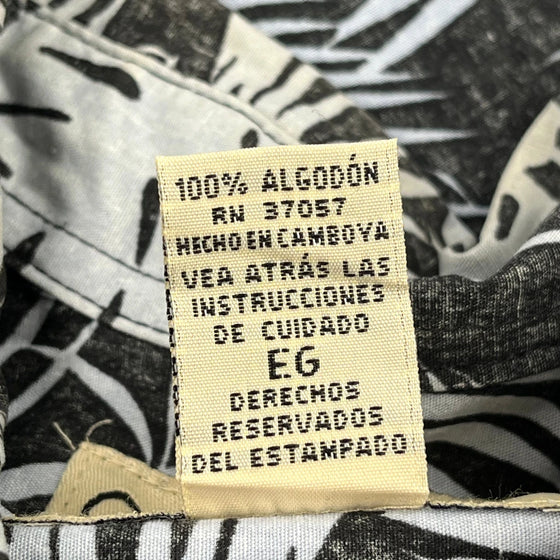 100% ALGODÓN
RN 37057
HECHO EN CAMBOYA
VEA ATRÁS LAS
INSTRUCCIONES
DE CUIDADO
EG
DERECHOS
RESERVADOS
DEL ESTAMPADO